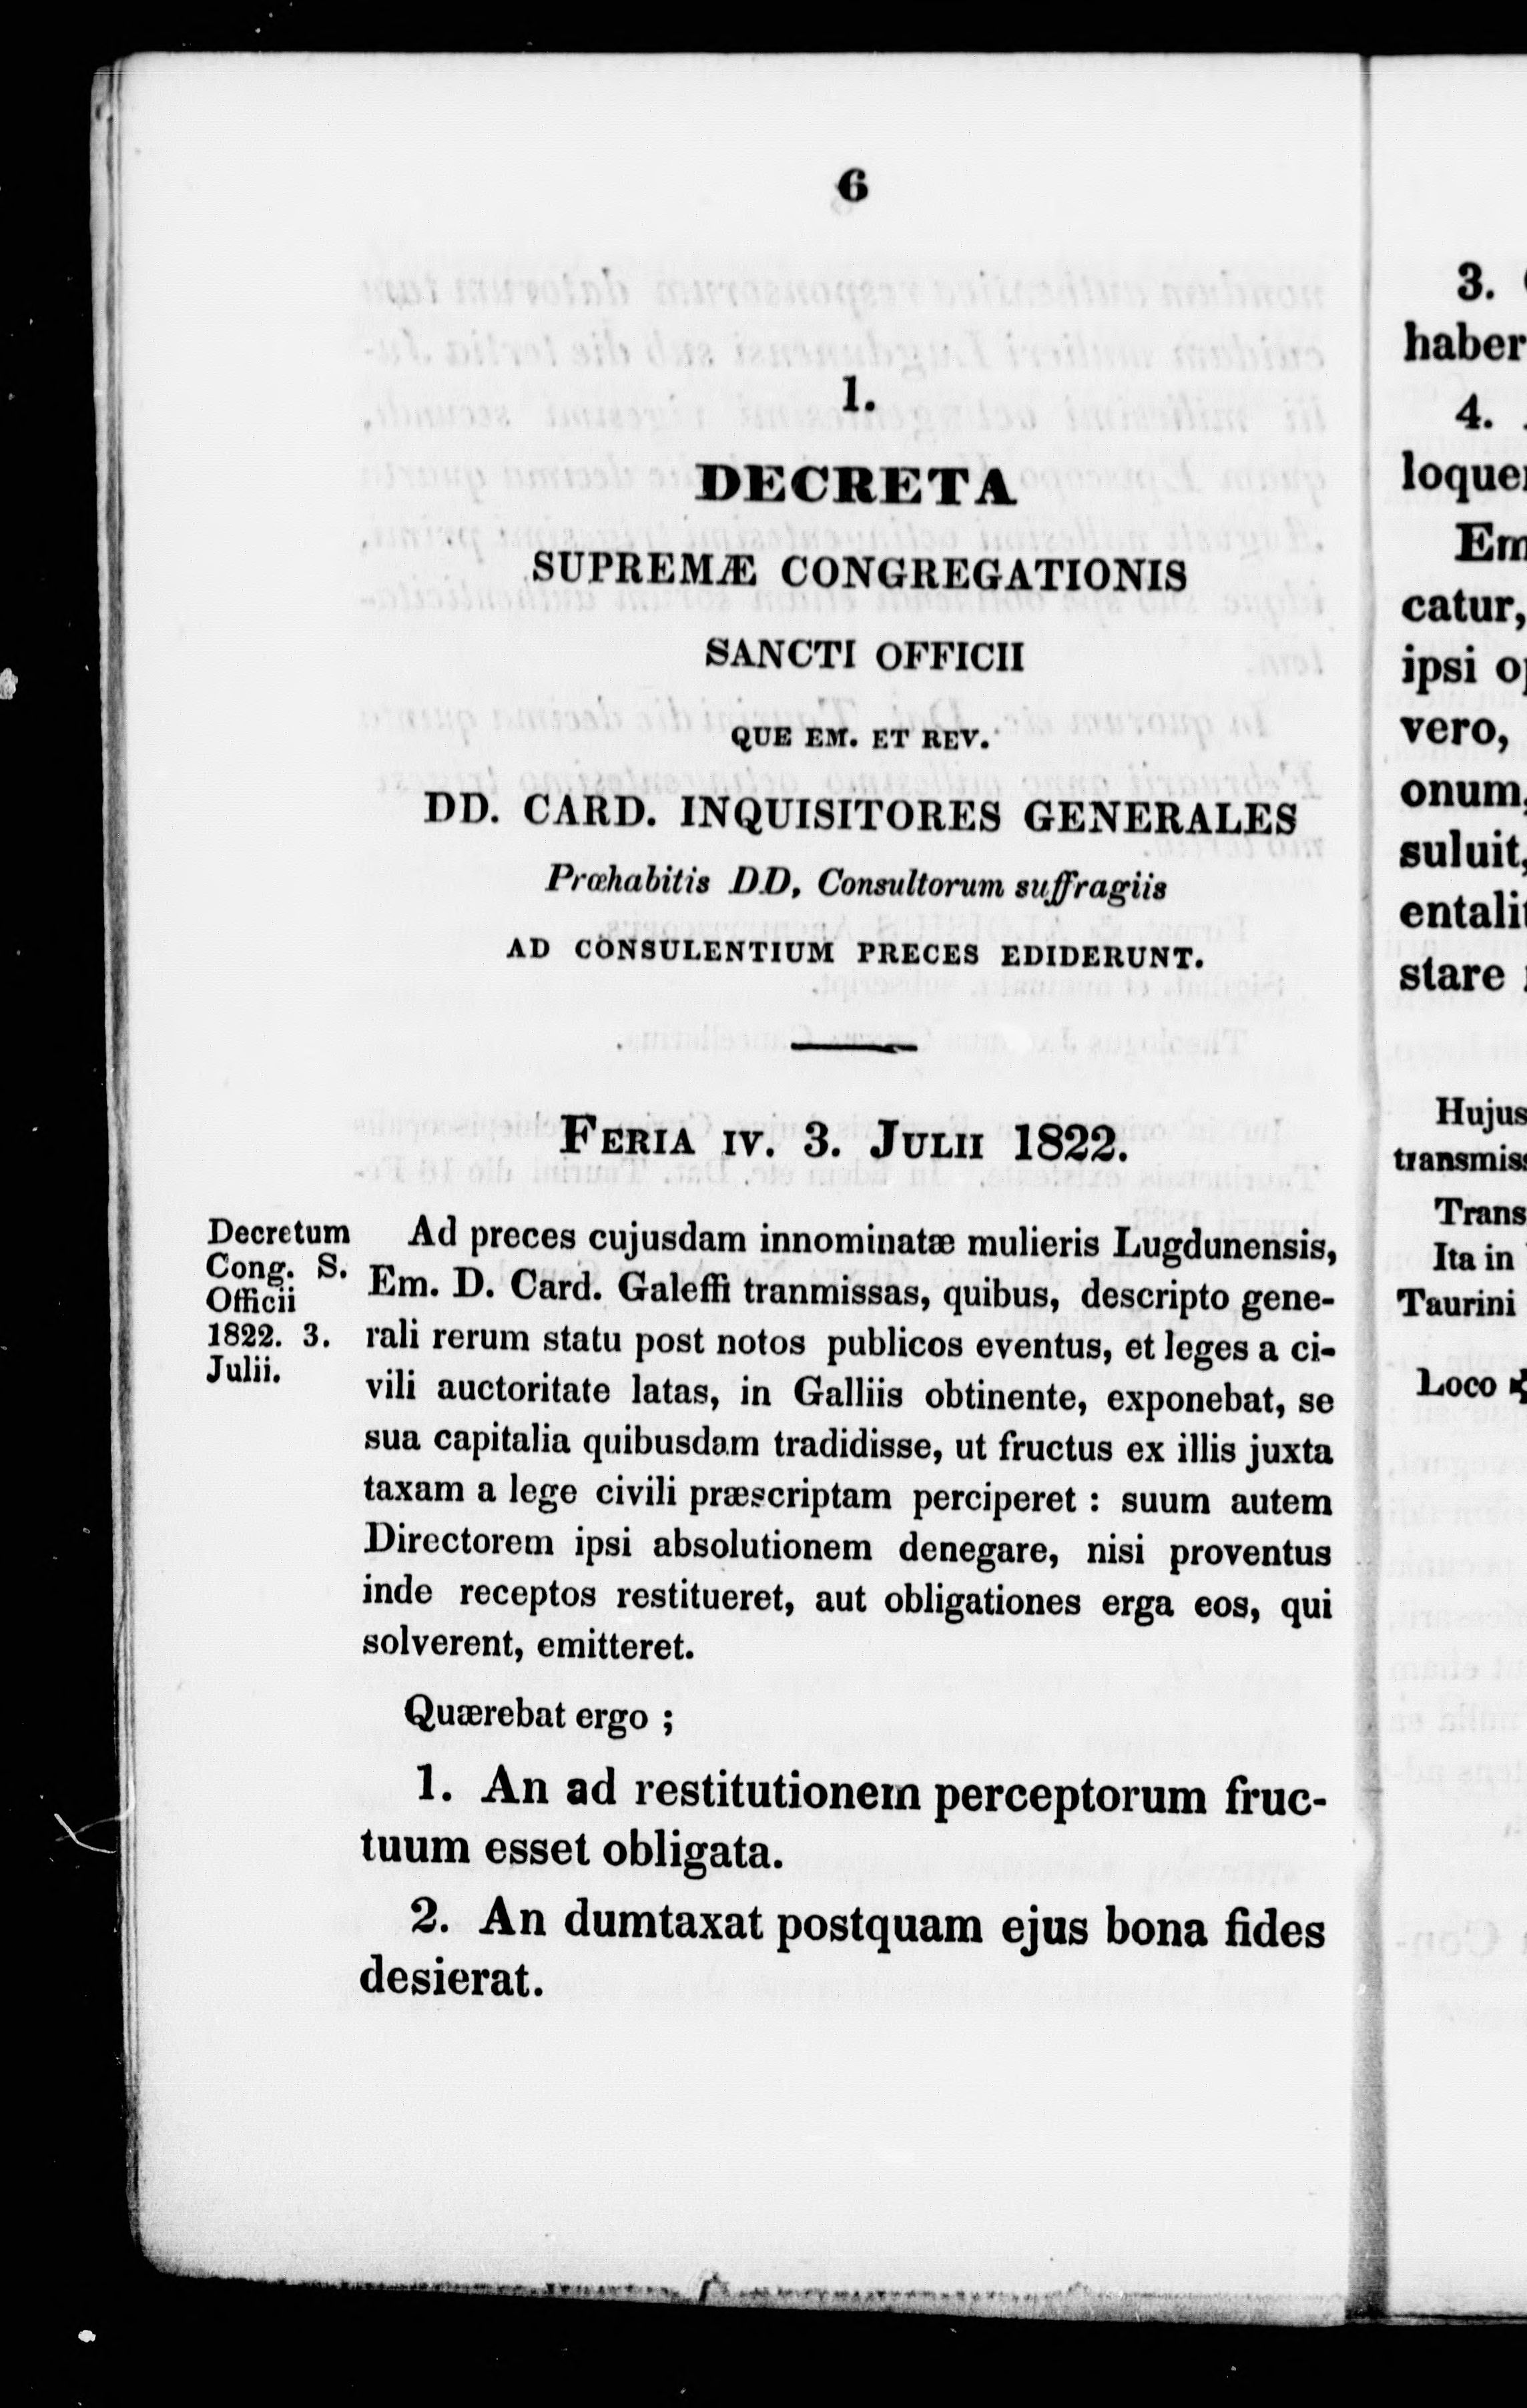 6
1.
DECRETA
SUPREMÆ CONGREGATIONIS
SANCTI OFFICII
QUE EM. ET REV.
DD. CARD. INQUISITORES GENERALES
Præhabitis DD, Consultorum suffragiis
AD CONSULENTIUM PRECES EDIDERUNT.
FERIA IV. 3. JULII 1822.
Decretum
Cong. S.
Officii
1822. 3.
Julii.
Ad preces cujusdam innominatæ mulieris Lugdunensis,
Em. D. Card. Galeffi tranmissas, quibus, descripto gene-
rali rerum statu post notos publicos eventus, et leges a ci-
vili auctoritate latas, in Galliis obtinente, exponebat, se
sua capitalia quibusdam tradidisse, ut fructus ex illis juxta
taxam a lege civili præscriptam perciperet : suum autem
Directorem ipsi absolutionem denegare, nisi proventus
inde receptos restitueret, aut obligationes erga eos, qui
solverent, emitteret.
Quærebat ergo ;
1. An ad restitutionem perceptorum fruc-
tuum esset obligata.
2. An dumtaxat postquam ejus bona fides
desierat.
3.
haber
4.
loque
Em
catur,
ipsi
vero,
onum,
suluit,
entali
stare
Hujus
transmis
Trans
Ita in
Taurini
Loco